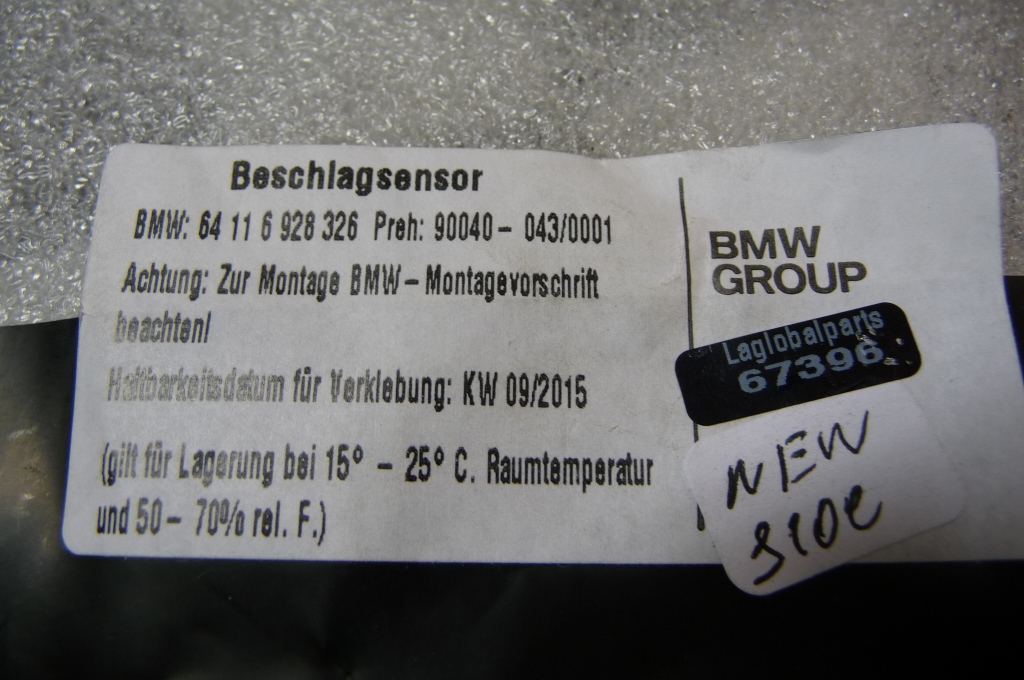 Beschlagsensor
BMW: 64 11 6 928 326 Preh: 90040- 043/0001
Achtung: Zur Montage BMW-Montagevorschrift
beachten!
Haltbarkeitsdatum für Verklebung: KW 09/2015
(gilt für Lagerung bei 15° - 25° C. Raumtemperatur
und 50- 70% rel. F.)
BMW
GROUP
Laglobalparts
67396
NEW